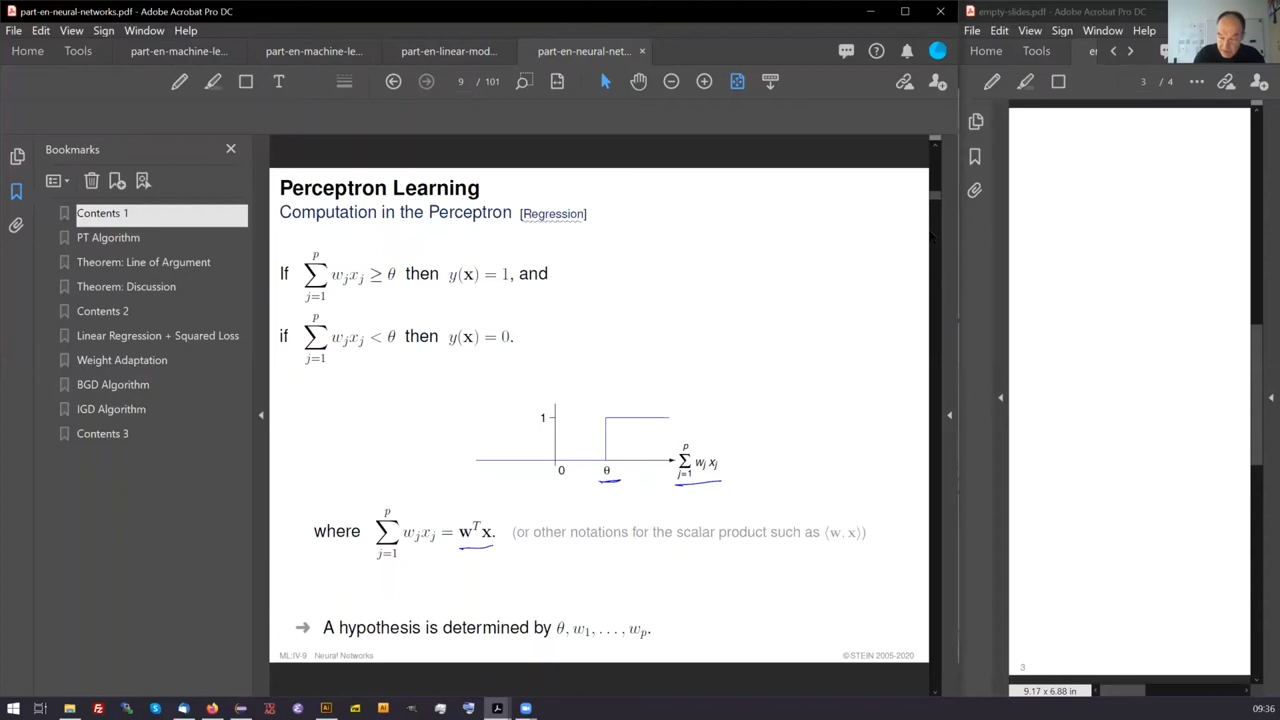 part-en-neural-networks.pdf - Adobe Acrobat Pro DC
File Edit View Sign Window Help
Home Tools part-en-machine-le... part-en-machine-le... part-en-linear-mod... part-en-neural-net... ×
9 / 101
Bookmarks
Contents 1
PT Algorithm
Theorem: Line of Argument
Theorem: Discussion
Contents 2
Linear Regression + Squared Loss
Weight Adaptation
BGD Algorithm
IGD Algorithm
Contents 3
Perceptron Learning
Computation in the Perceptron [Regression]
If ∑_{j=1}^{p} w_j x_j ≥ θ then y(x) = 1, and
if ∑_{j=1}^{p} w_j x_j < θ then y(x) = 0.
1
0 θ ∑_{j=1}^{p} w_j x_j
where ∑_{j=1}^{p} w_j x_j = w^T x. (or other notations for the scalar product such as ⟨w, x⟩)
➜ A hypothesis is determined by θ, w_1, . . . , w_p.
ML:IV-9 Neural Networks ©STEIN 2005-2020
empty-slides.pdf - Adobe Acrobat Pro DC
File Edit View Sign Window Help
Home Tools
3 / 4
3
9.17 x 6.88 in
09:36